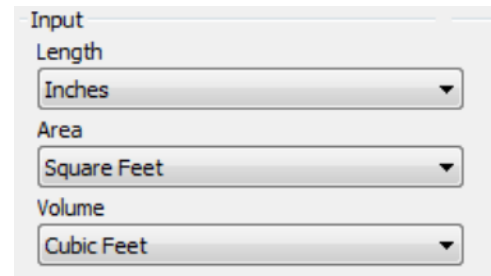 Input
Length
Inches
Area
Square Feet
Volume
Cubic Feet